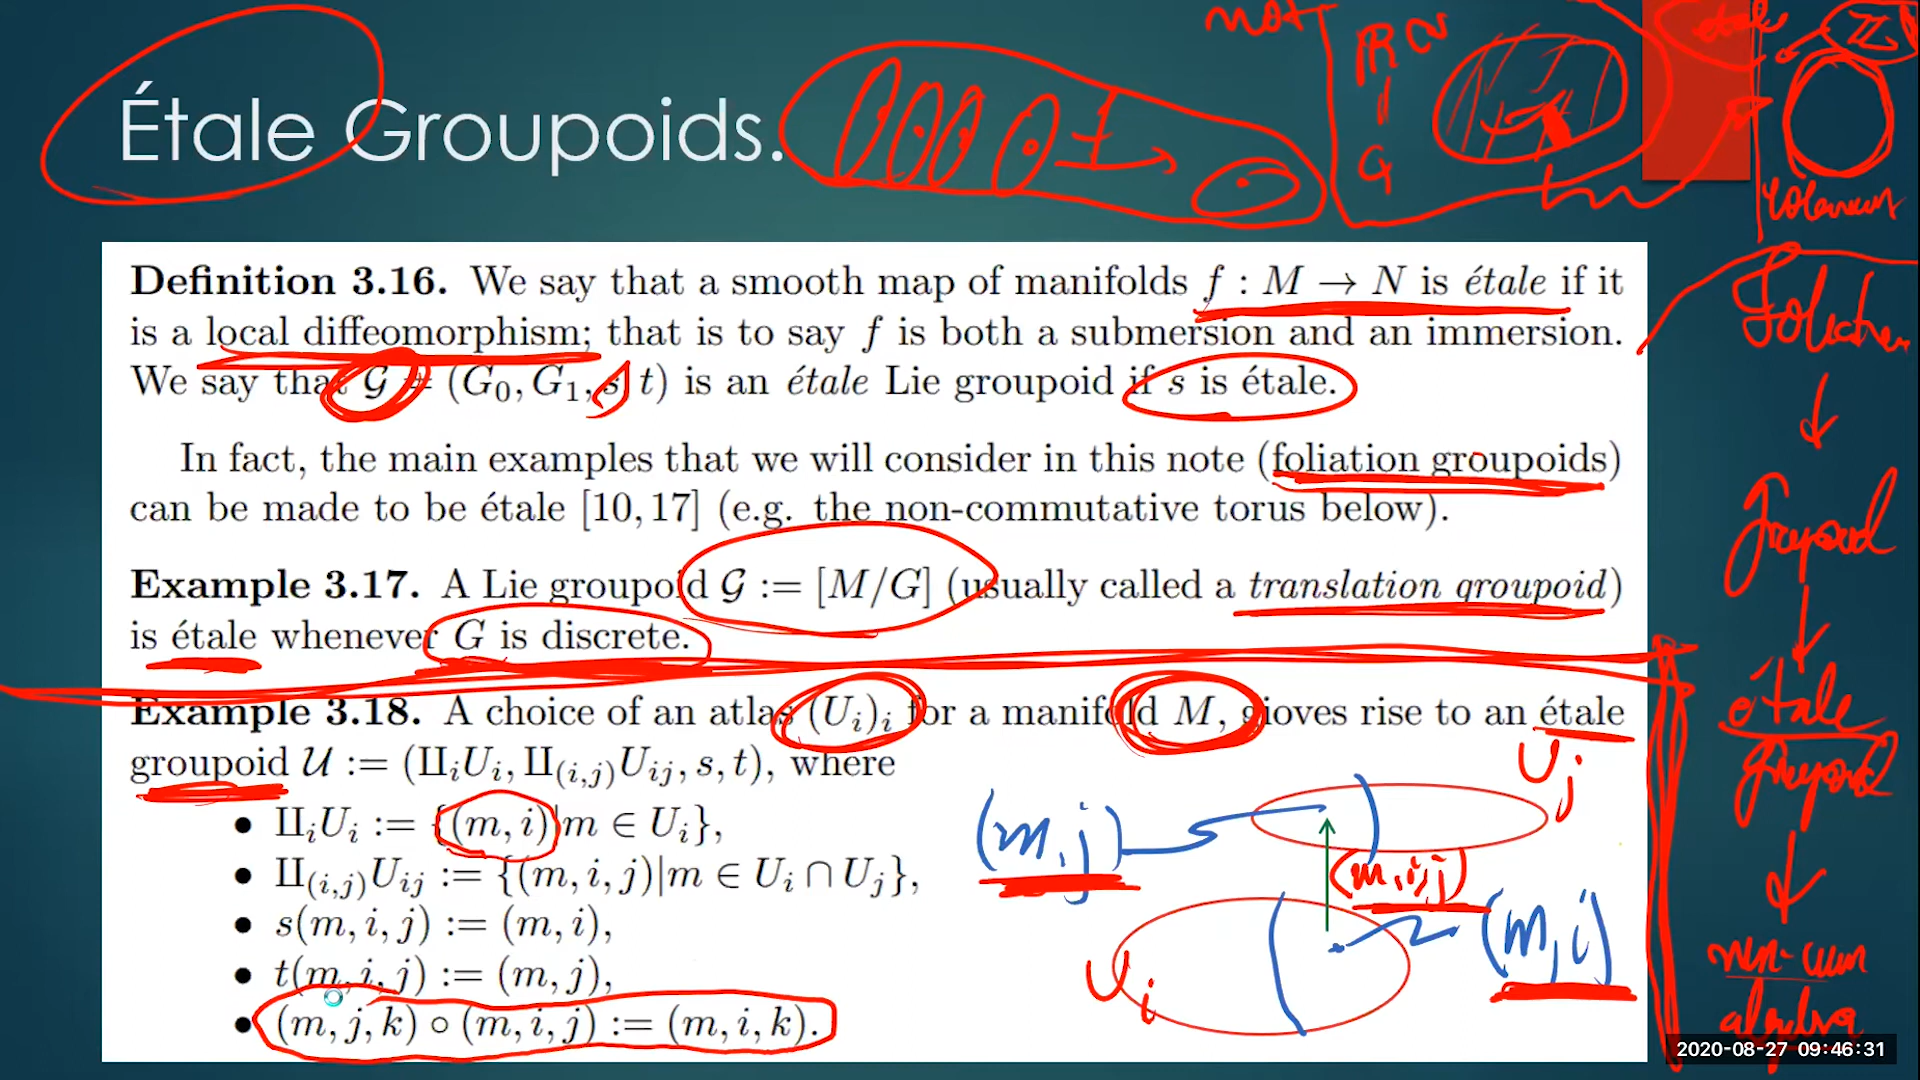 Étale Groupoids.
not
étale
Z
R
G
Definition 3.16. We say that a smooth map of manifolds f : M → N is étale if it
is a local diffeomorphism; that is to say f is both a submersion and an immersion.
We say that 𝒢 = (G₀, G₁, s, t) is an étale Lie groupoid if s is étale.
In fact, the main examples that we will consider in this note (foliation groupoids)
can be made to be étale [10, 17] (e.g. the non-commutative torus below).
Example 3.17. A Lie groupoid 𝒢 := [M/G] (usually called a translation groupoid)
is étale whenever G is discrete.
Example 3.18. A choice of an atlas (Uᵢ)ᵢ for a manifold M, gioves rise to an étale
groupoid 𝒰 := (∐ᵢUᵢ, ∐₍ᵢ,ⱼ₎Uᵢⱼ, s, t), where
• ∐ᵢUᵢ := {(m, i)|m ∈ Uᵢ},
• ∐₍ᵢ,ⱼ₎Uᵢⱼ := {(m, i, j)|m ∈ Uᵢ ∩ Uⱼ},
• s(m, i, j) := (m, i),
• t(m, i, j) := (m, j),
• (m, j, k) ∘ (m, i, j) := (m, i, k).
Uⱼ
(m, j)
(m, i, j)
(m, i)
Uᵢ
étale
2020-08-27 09:46:31